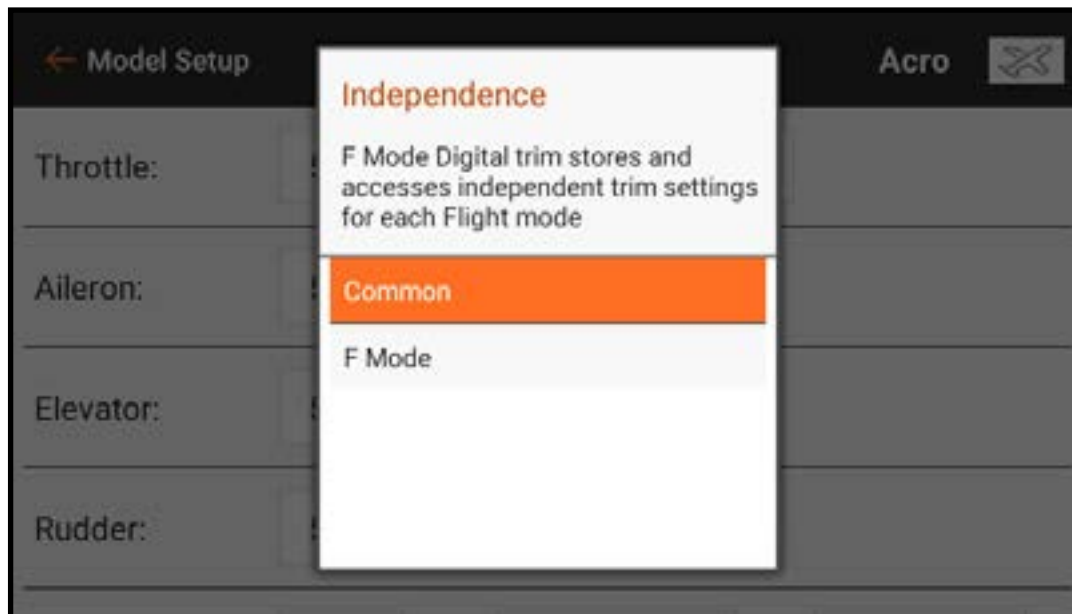 ← Model Setup
Acro
Independence
F Mode Digital trim stores and
accesses independent trim settings
for each Flight mode
Common
F Mode
Throttle:
Aileron:
Elevator:
Rudder: